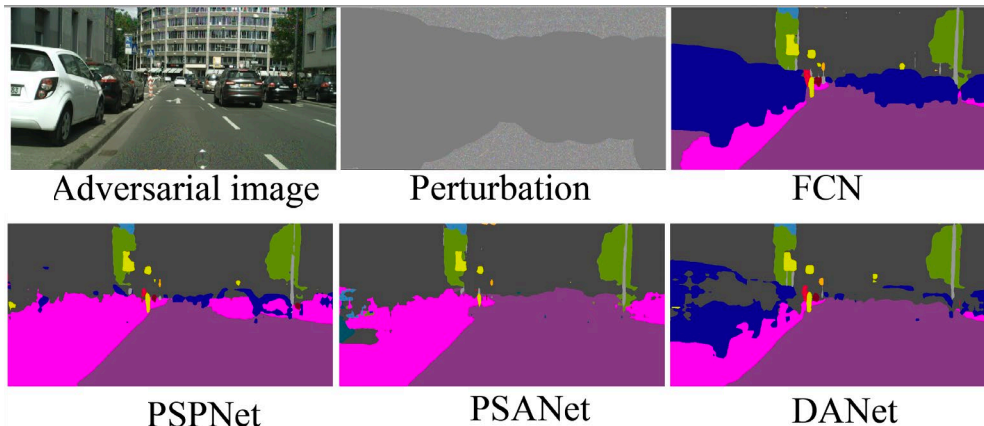 Adversarial image
Perturbation
FCN
PSPNet
PSANet
DANet